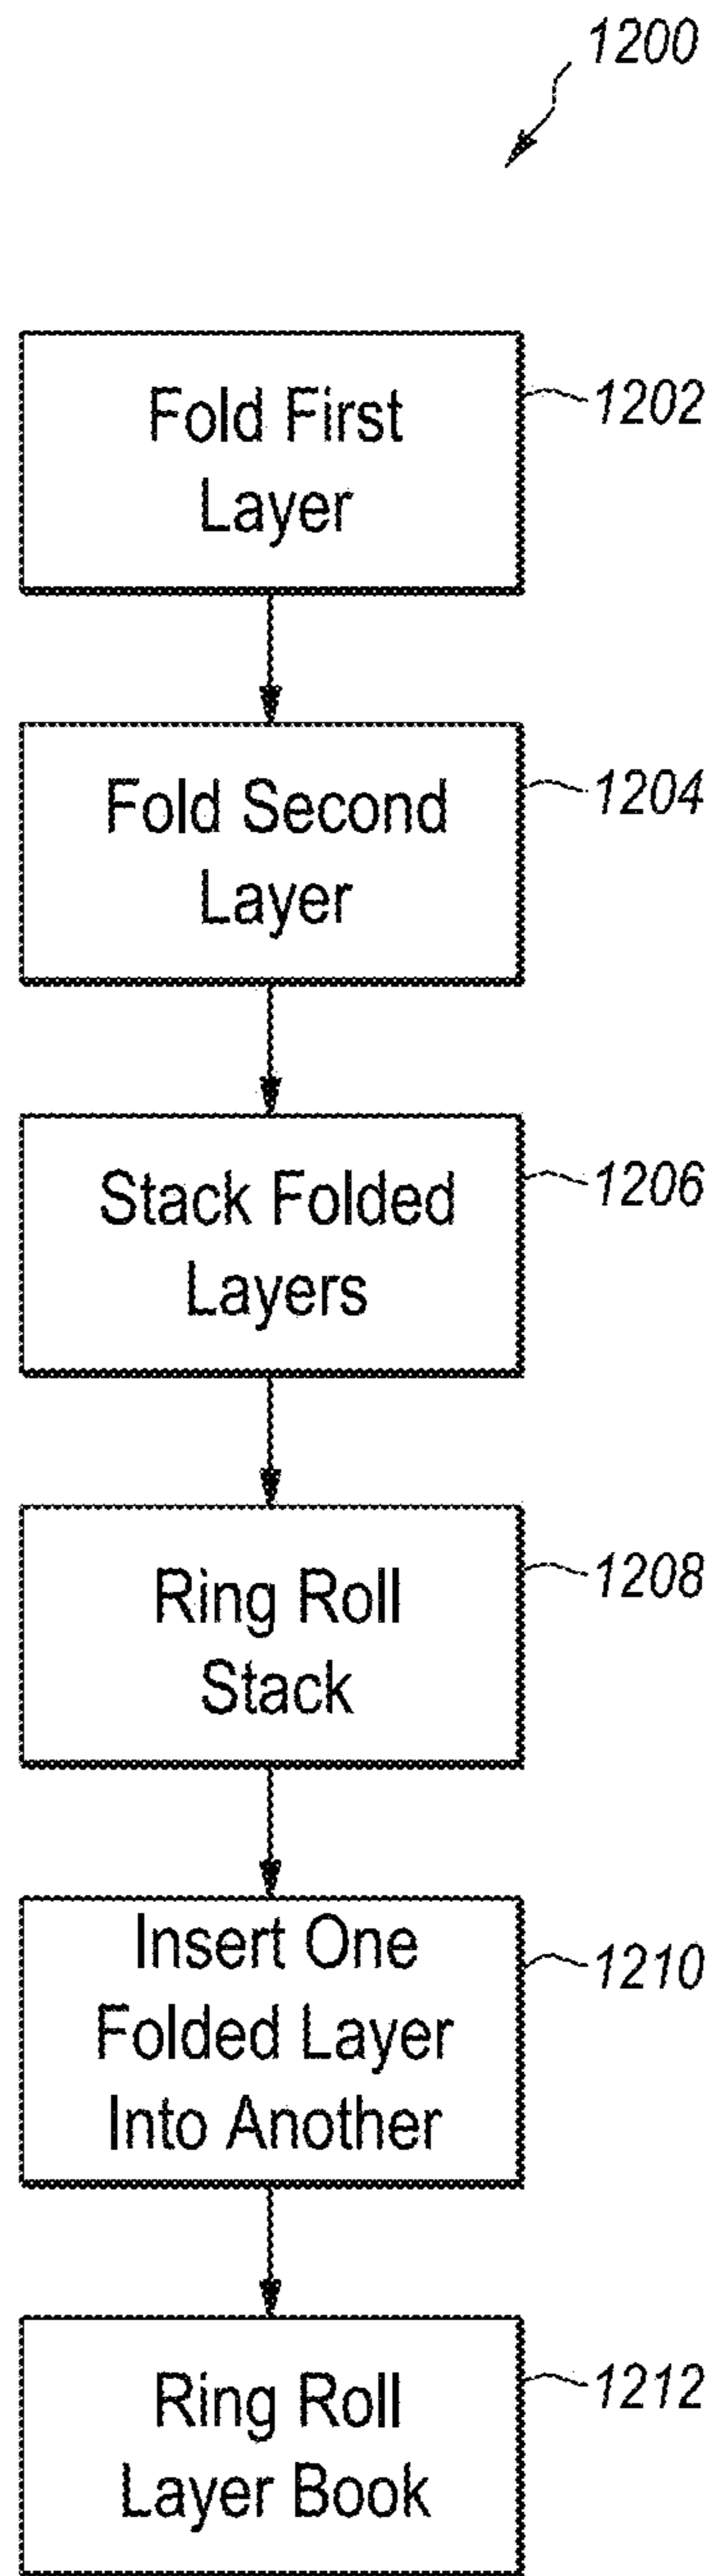 1200
Fold First
Layer
1202
Fold Second
Layer
1204
Stack Folded
Layers
1206
Ring Roll
Stack
1208
Insert One
Folded Layer
Into Another
1210
Ring Roll
Layer Book
1212